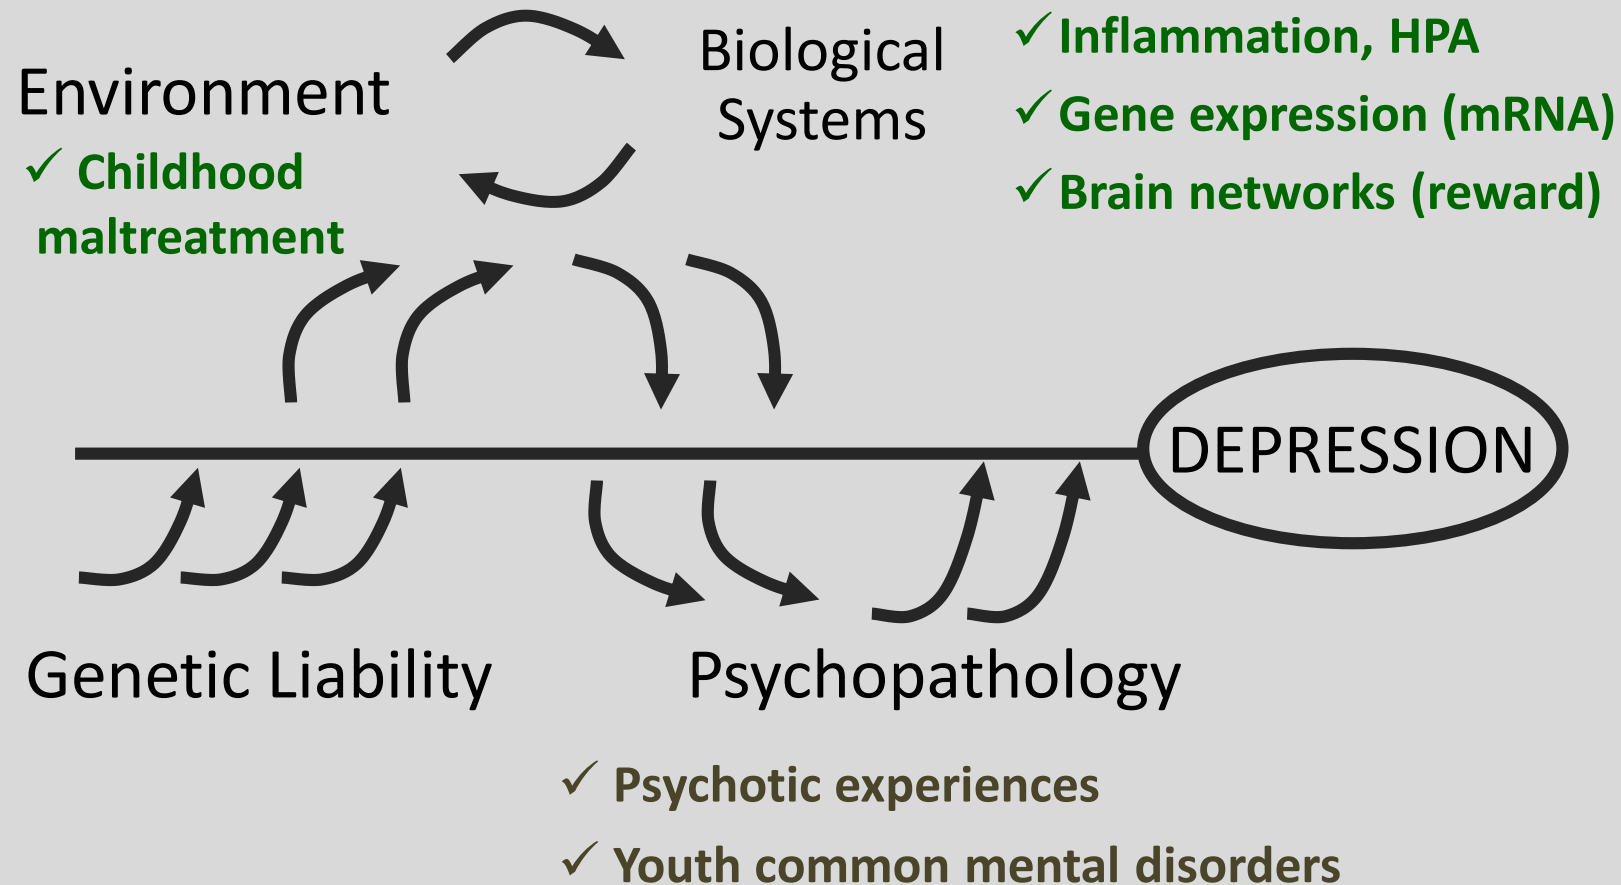 Environment
✓ Childhood
maltreatment
Biological
Systems
✓ Inflammation, HPA
✓ Gene expression (mRNA)
✓ Brain networks (reward)
DEPRESSION
Genetic Liability
Psychopathology
✓ Psychotic experiences
✓ Youth common mental disorders